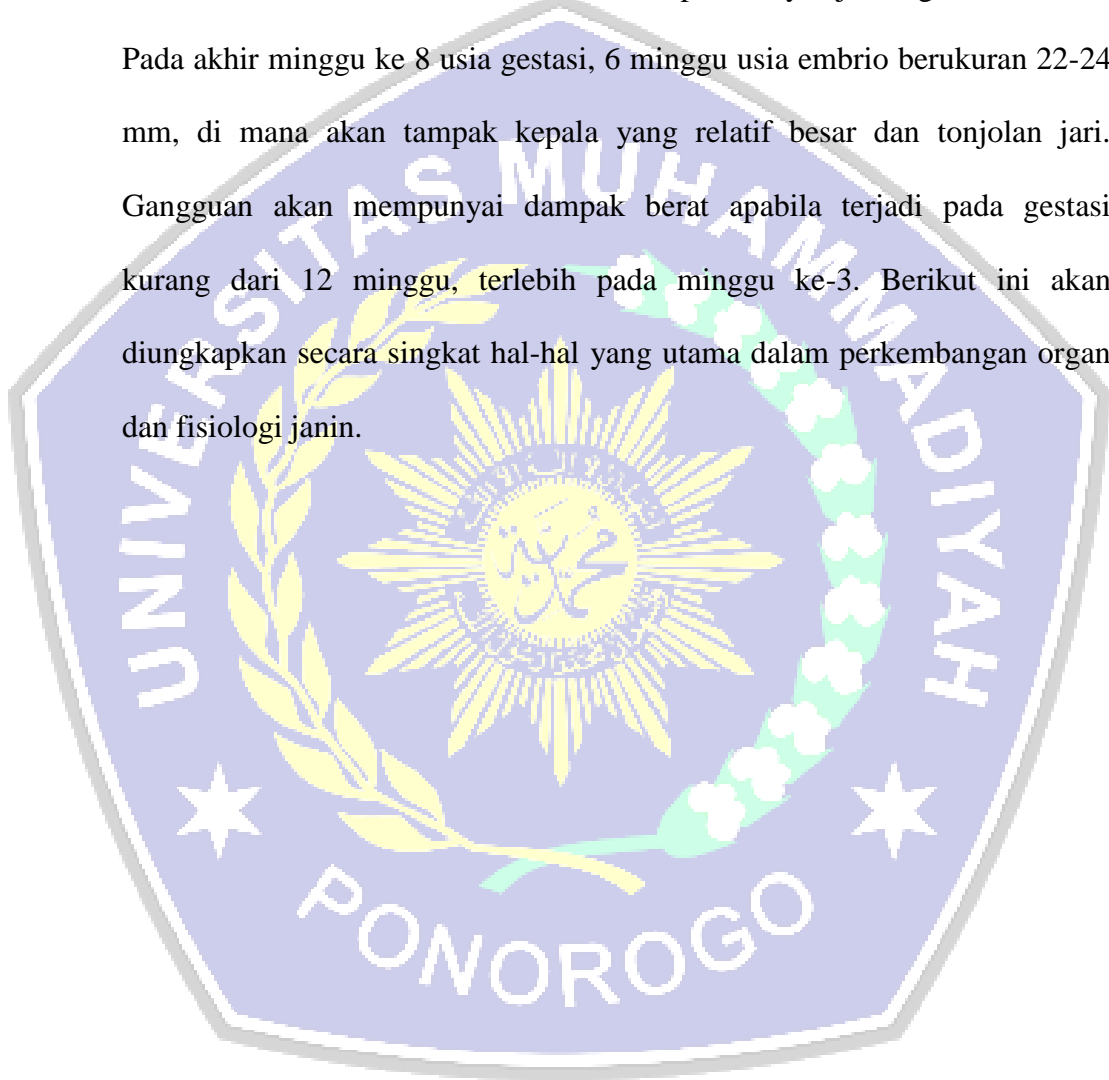 Pada akhir minggu ke 8 usia gestasi, 6 minggu usia embrio berukuran 22-24
mm, di mana akan tampak kepala yang relatif besar dan tonjolan jari.
Gangguan akan mempunyai dampak berat apabila terjadi pada gestasi
kurang dari 12 minggu, terlebih pada minggu ke-3. Berikut ini akan
diungkapkan secara singkat hal-hal yang utama dalam perkembangan organ
dan fisiologi janin.
UNIVERSITAS MUHAMMADIYAH
PONOROGO